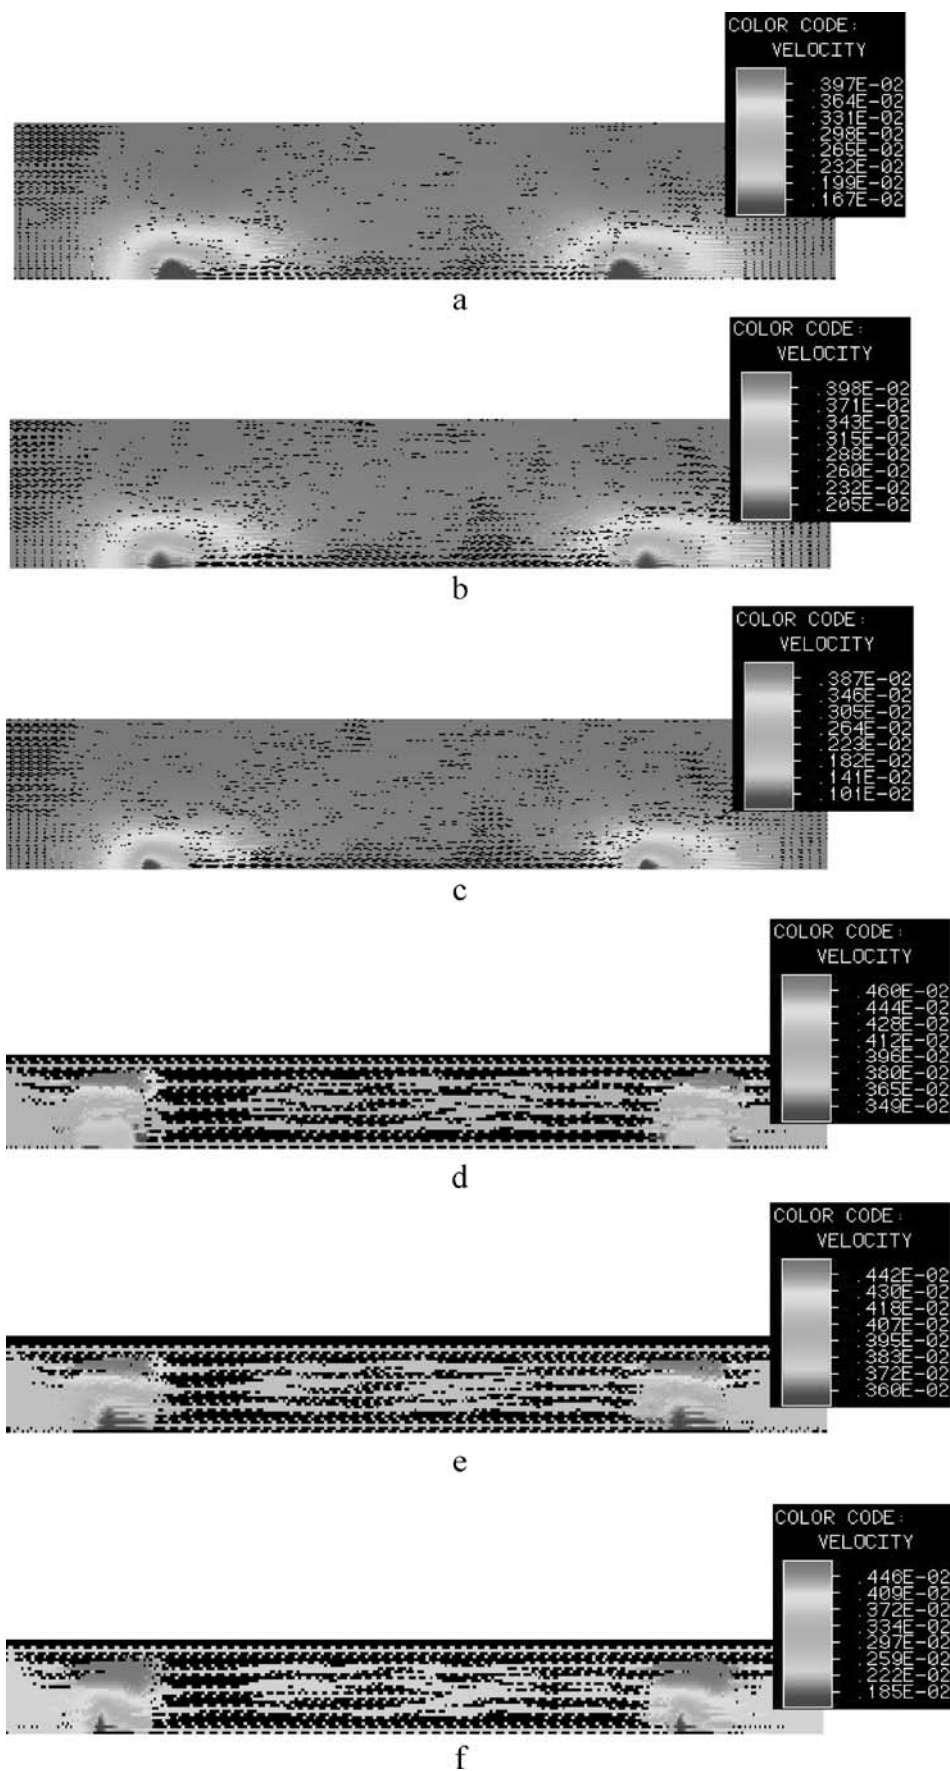 COLOR CODE:
VELOCITY
.397E-02
.364E-02
.331E-02
.298E-02
.265E-02
.232E-02
.199E-02
.167E-02
a
COLOR CODE:
VELOCITY
.398E-02
.371E-02
.343E-02
.315E-02
.288E-02
.260E-02
.232E-02
.205E-02
b
COLOR CODE:
VELOCITY
.387E-02
.346E-02
.305E-02
.264E-02
.223E-02
.182E-02
.141E-02
.101E-02
c
COLOR CODE:
VELOCITY
.460E-02
.444E-02
.428E-02
.412E-02
.396E-02
.380E-02
.365E-02
.349E-02
d
COLOR CODE:
VELOCITY
.442E-02
.430E-02
.418E-02
.407E-02
.395E-02
.383E-02
.372E-02
.360E-02
e
COLOR CODE:
VELOCITY
.446E-02
.409E-02
.372E-02
.334E-02
.297E-02
.259E-02
.222E-02
.185E-02
f